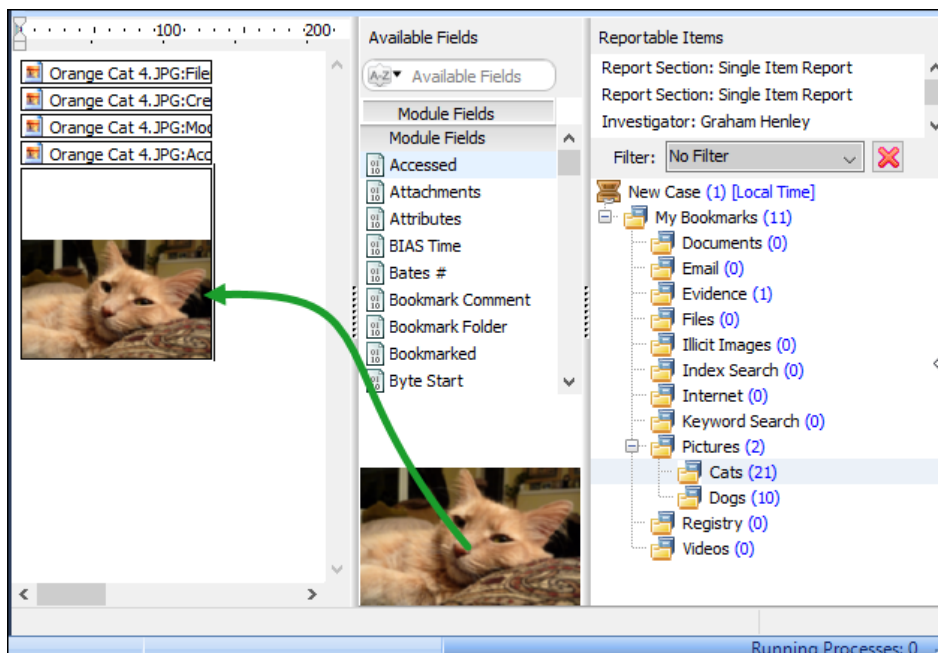 100 200
Orange Cat 4.JPG:File
Orange Cat 4.JPG:Cre
Orange Cat 4.JPG:Mod
Orange Cat 4.JPG:Acc
Available Fields
A-Z Available Fields
Module Fields
Module Fields
Accessed
Attachments
Attributes
BIAS Time
Bates #
Bookmark Comment
Bookmark Folder
Bookmarked
Byte Start
Reportable Items
Report Section: Single Item Report
Report Section: Single Item Report
Investigator: Graham Henley
Filter: No Filter
New Case (1) [Local Time]
My Bookmarks (11)
Documents (0)
Email (0)
Evidence (1)
Files (0)
Illicit Images (0)
Index Search (0)
Internet (0)
Keyword Search (0)
Pictures (2)
Cats (21)
Dogs (10)
Registry (0)
Videos (0)
Running Processes: 0